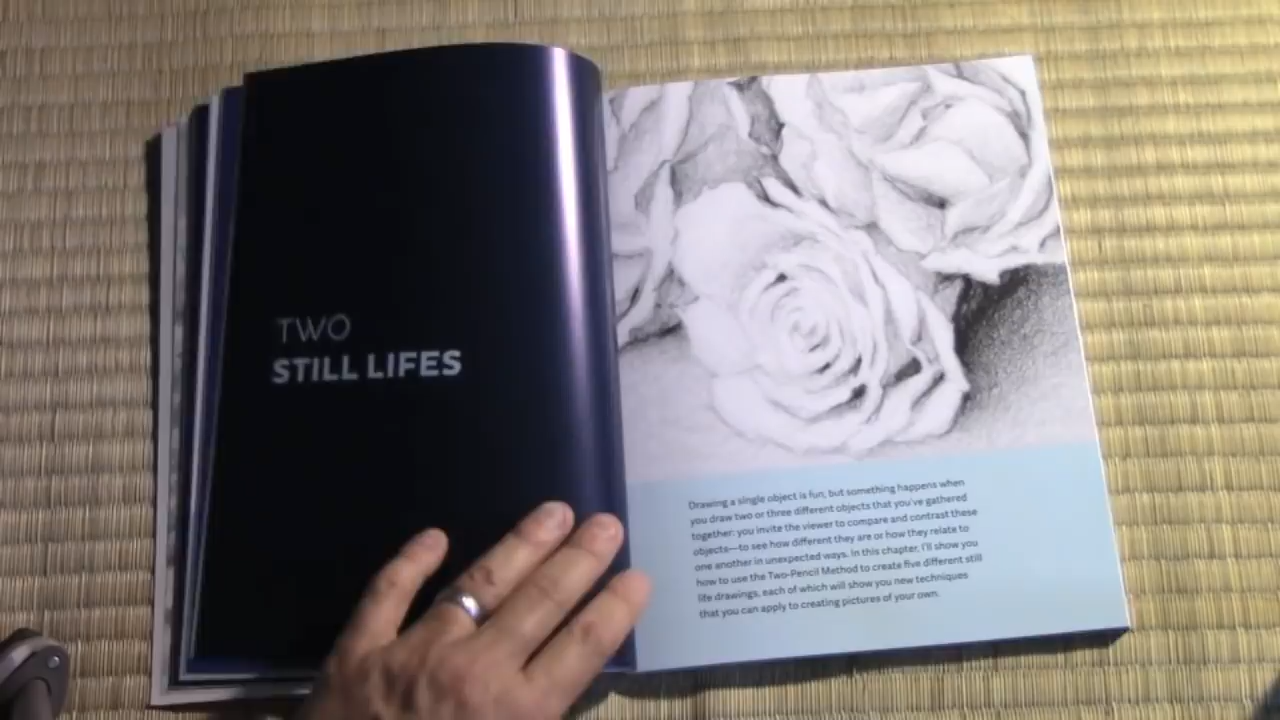 TWO
STILL LIFES
Drawing a single object is fun, but something happens when
you draw two or three different objects that you've gathered
together: you invite the viewer to compare and contrast these
objects—to see how different they are or how they relate to
one another in unexpected ways. In this chapter, I'll show you
how to use the Two-Pencil Method to create five different still
life drawings, each of which will show you new techniques
that you can apply to creating pictures of your own.